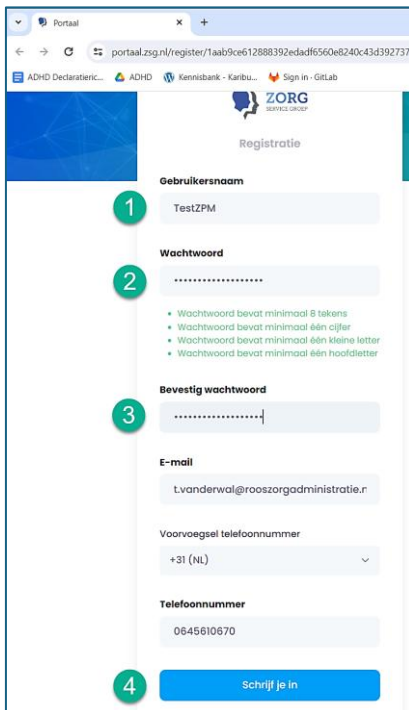 Portaal
portaal.zsg.nl/register/1aab9ce612888392edadf6560e8240c43d392737
ADHD Declaratieric...
ADHD
Kennisbank - Karibu...
Sign in · GitLab
ZORG
SERVICE GROEP
Registratie
Gebruikersnaam
1
TestZPM
Wachtwoord
2
• Wachtwoord bevat minimaal 8 tekens
• Wachtwoord bevat minimaal één cijfer
• Wachtwoord bevat minimaal één kleine letter
• Wachtwoord bevat minimaal één hoofdletter
Bevestig wachtwoord
3
E-mail
t.vanderwal@rooszorgadministratie.n
Voorvoegsel telefoonnummer
+31 (NL)
Telefoonnummer
0645610670
4
Schrijf je in